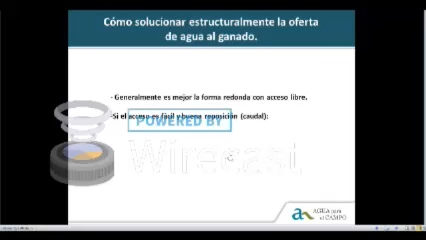 Cómo solucionar estructuralmente la oferta
de agua al ganado.
- Generalmente es mejor la forma redonda con acceso libre.
-Si el acceso es fácil y buena reposición (caudal):
POWERED BY
Wirecast
AGUA para
el CAMPO